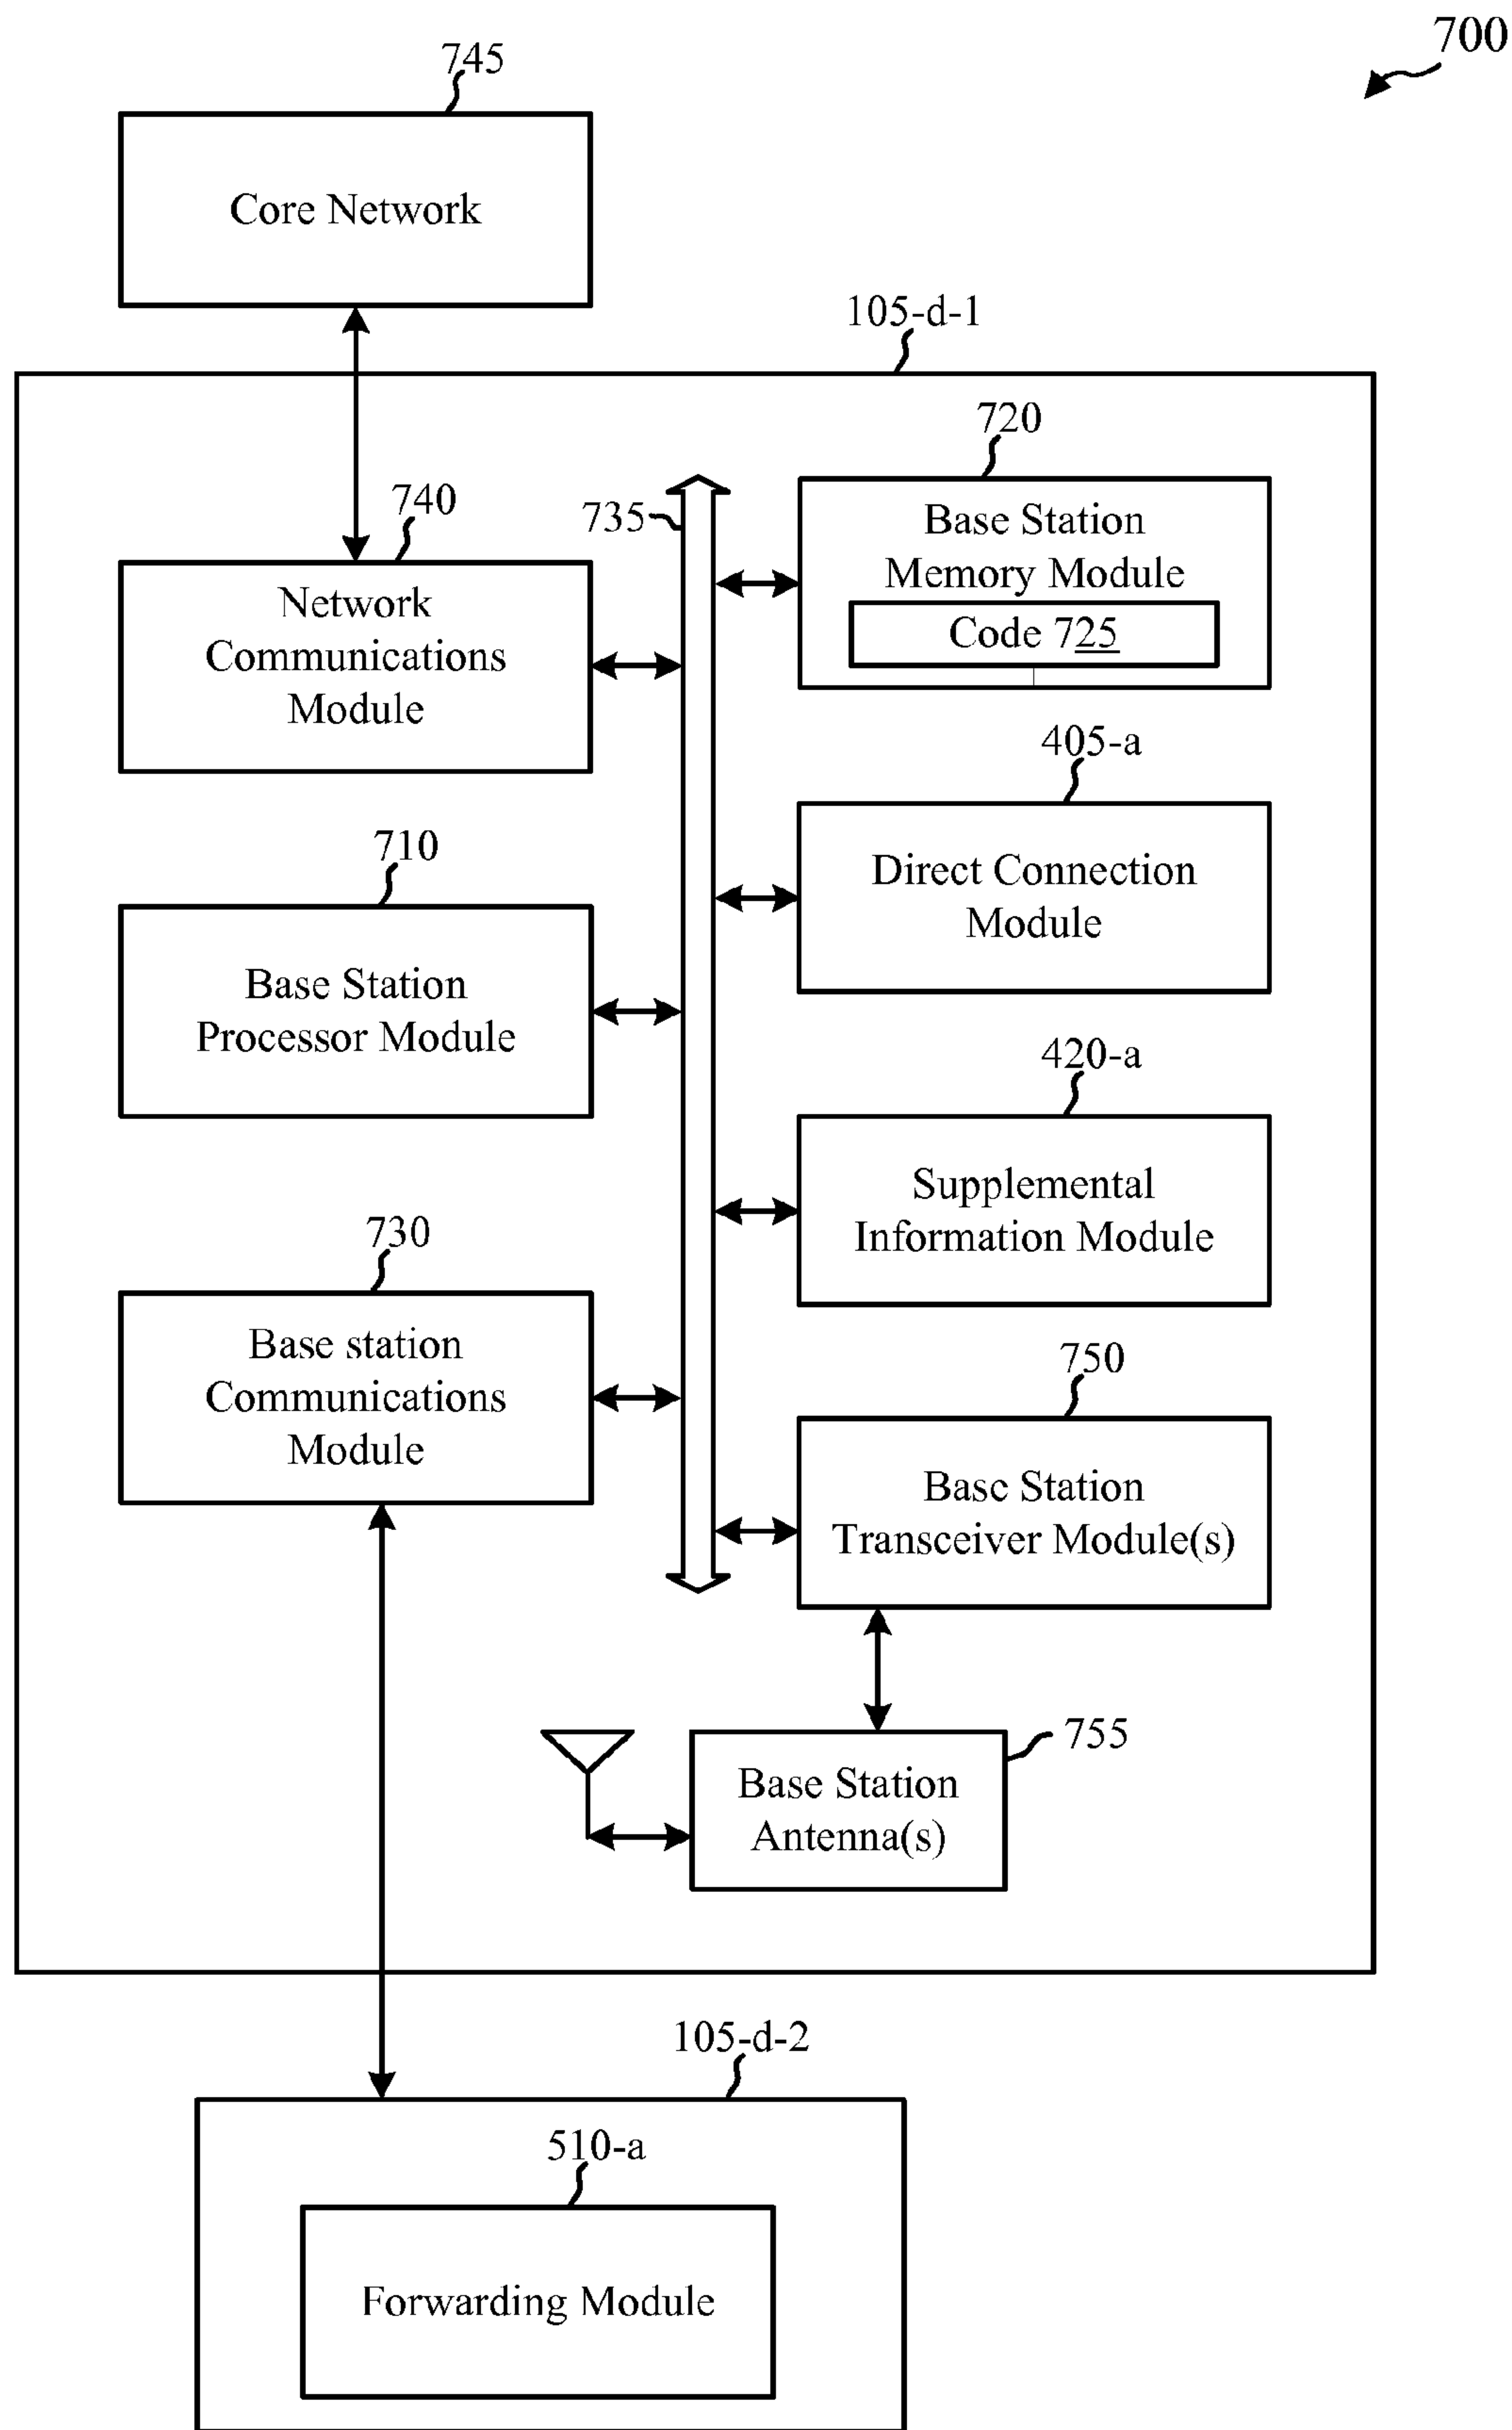 700
745
Core Network
105-d-1
720
Base Station
Memory Module
Code 725
735
740
Network
Communications
Module
405-a
Direct Connection
Module
710
Base Station
Processor Module
420-a
Supplemental
Information Module
730
Base station
Communications
Module
750
Base Station
Transceiver Module(s)
755
Base Station
Antenna(s)
105-d-2
510-a
Forwarding Module